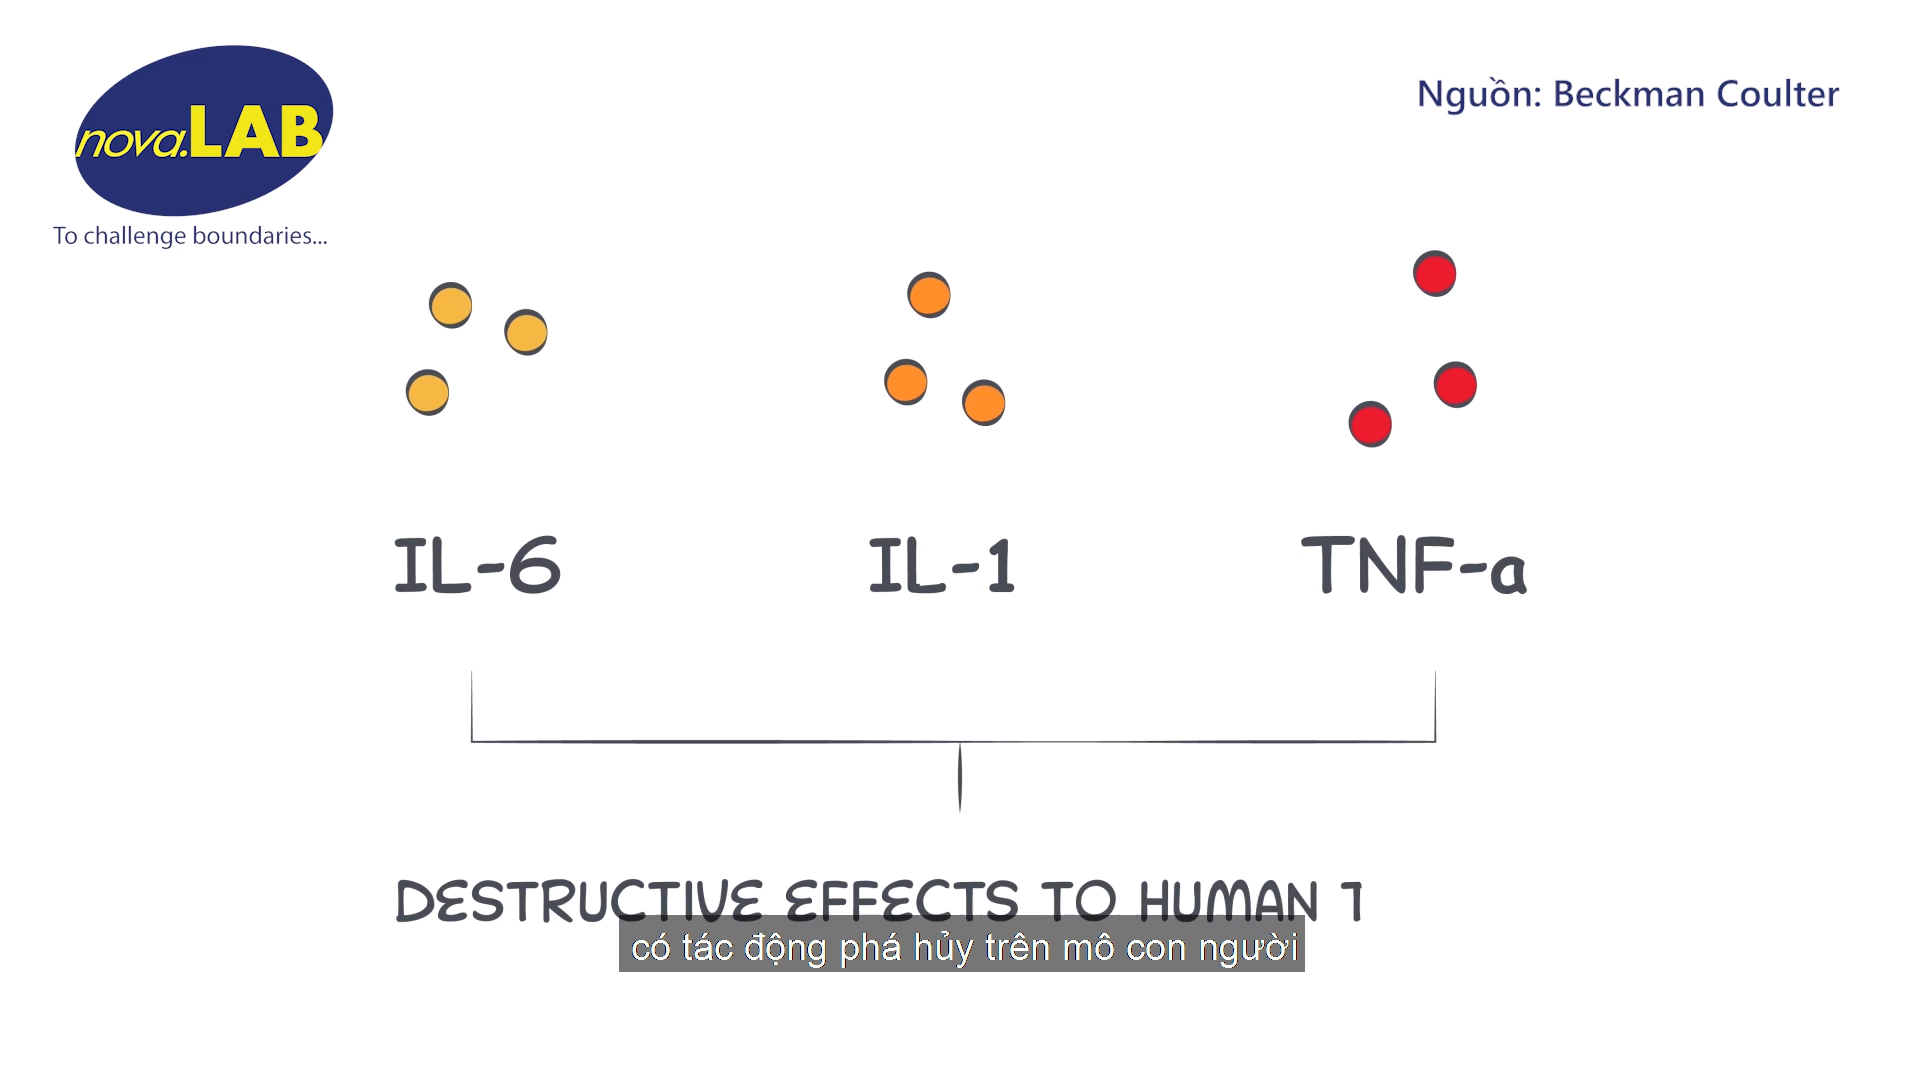 nova.LAB
To challenge boundaries...
Nguồn: Beckman Coulter
IL-6
IL-1
TNF-a
DESTRUCTIVE EFFECTS TO HUMAN T
có tác động phá hủy trên mô con người